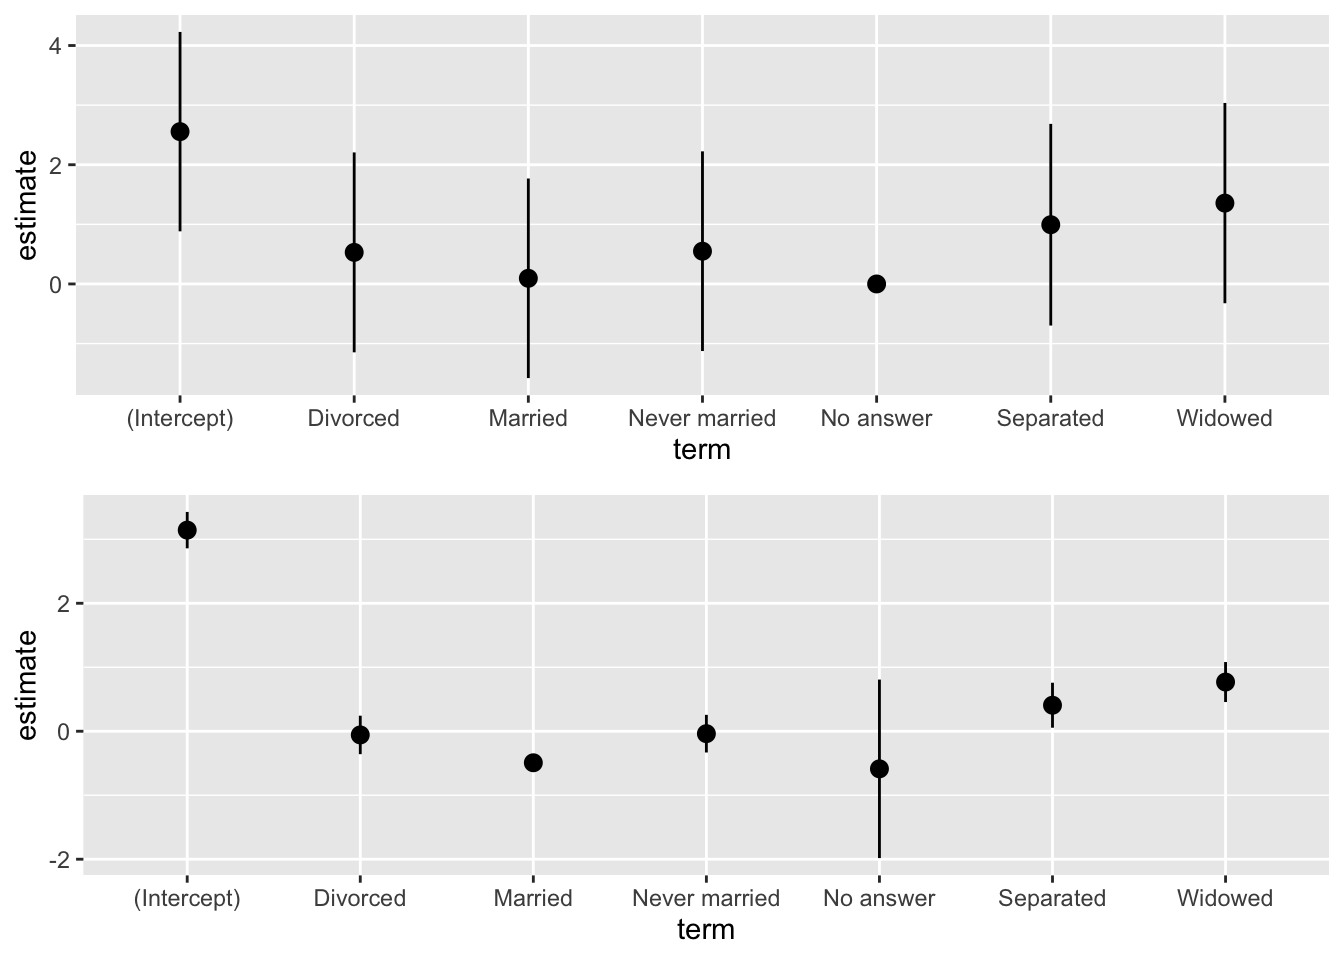 estimate
4
2
0
(Intercept) Divorced Married Never married No answer Separated Widowed
term
estimate
2
0
-2
(Intercept) Divorced Married Never married No answer Separated Widowed
term